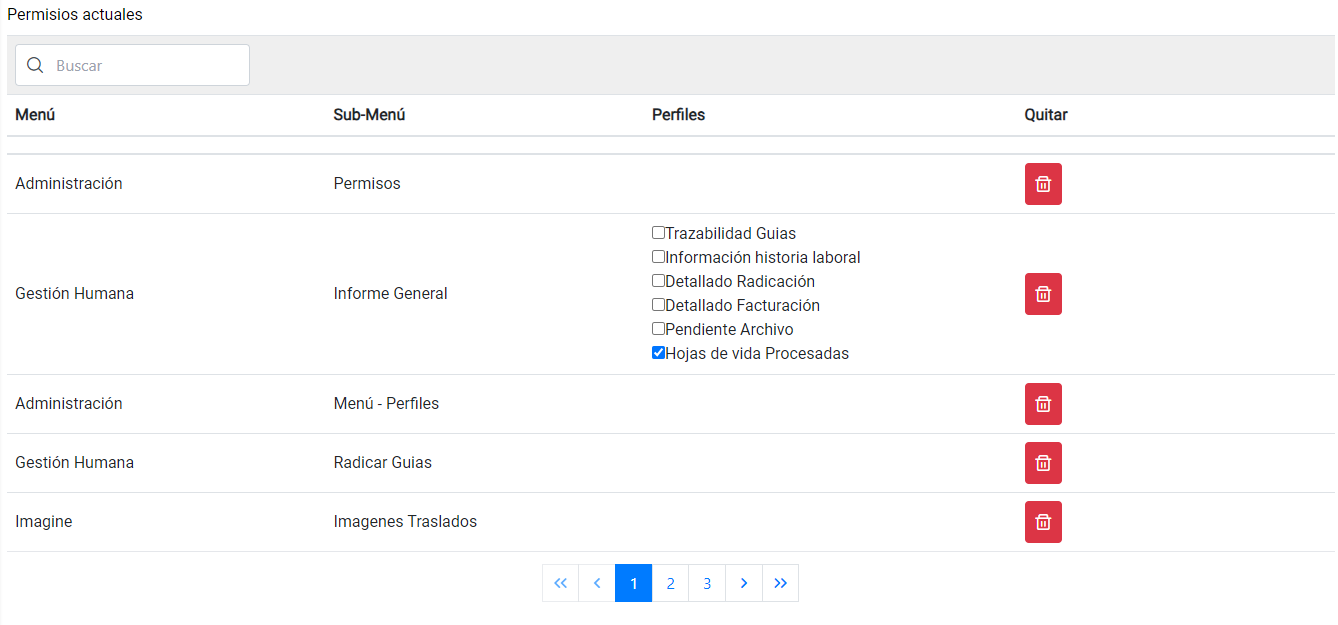 Permisios actuales
Buscar
Menú Sub-Menú Perfiles Quitar
Administración Permisos
Trazabilidad Guias
Información historia laboral
Detallado Radicación
Gestión Humana Informe General
Detallado Facturación
Pendiente Archivo
Hojas de vida Procesadas
Administración Menú - Perfiles
Gestión Humana Radicar Guias
Imagine Imagenes Traslados
« ‹ 1 2 3 › »